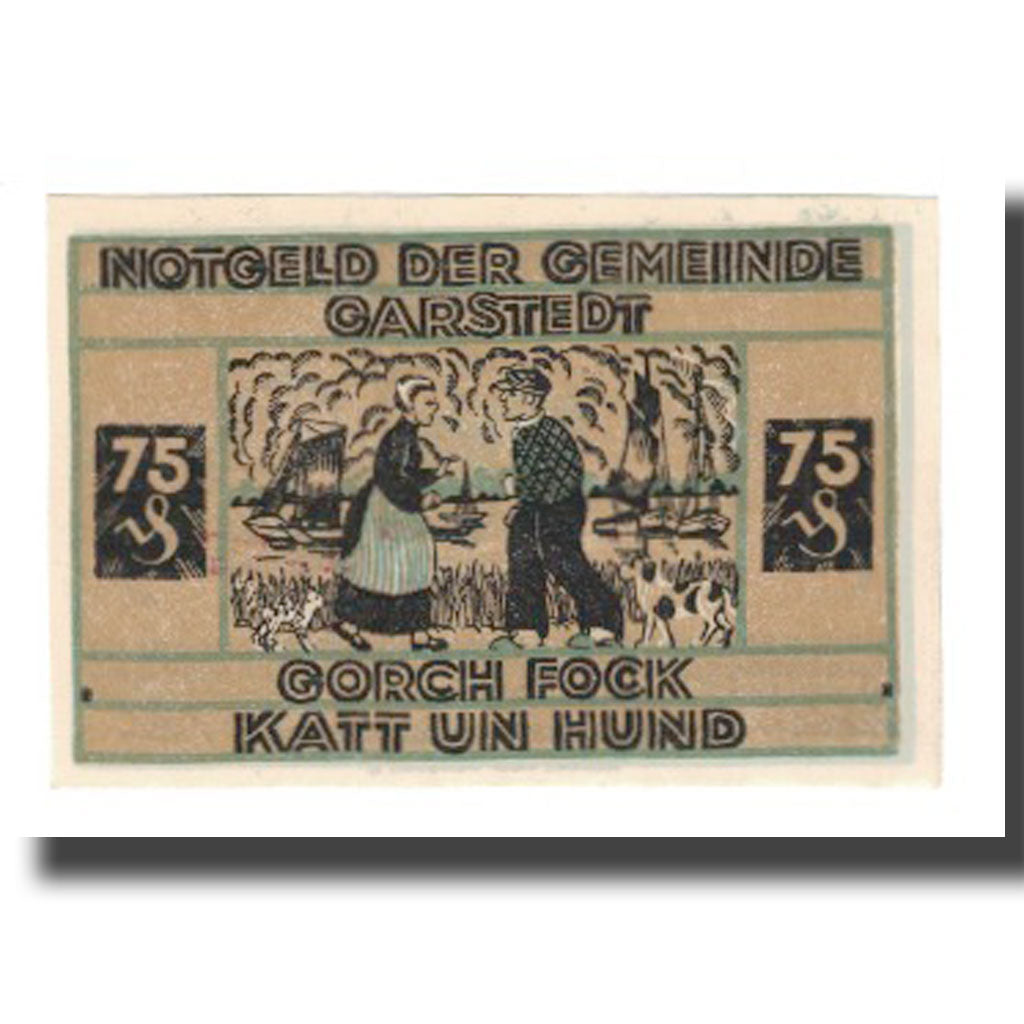 NOTGELD DER GEMEINDE
GARSTEDT
75 75
₰ ₰
GORCH FOCK
KATT UN HUND